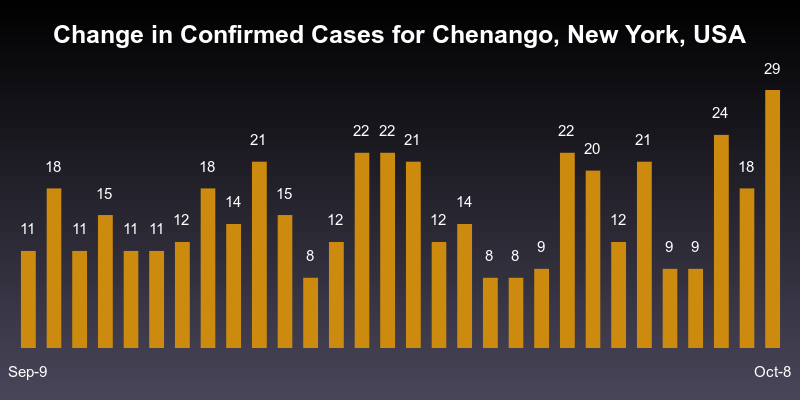 Change in Confirmed Cases for Chenango, New York, USA
11 18 11 15 11 11 12 18 14 21 15 8 12 22 22 21 12 14 8 8 9 22 20 12 21 9 9 24 18 29
Sep-9 Oct-8